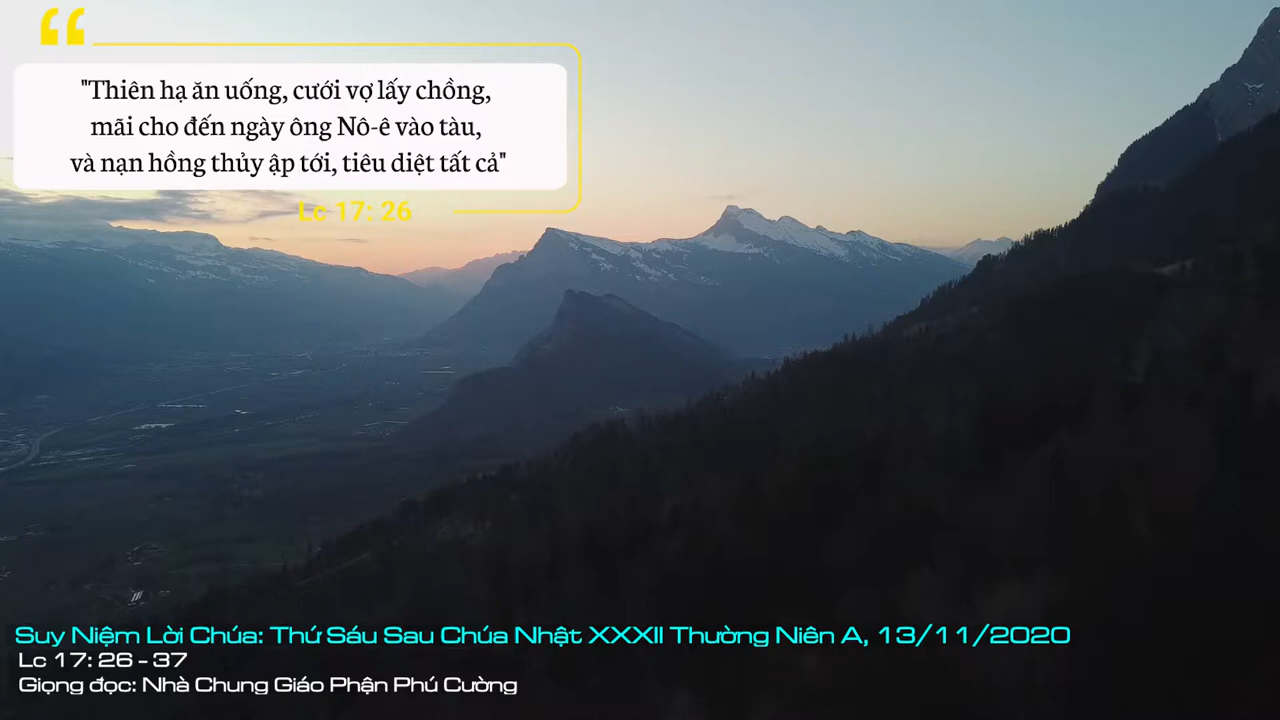 "Thiên hạ ăn uống, cưới vợ lấy chồng,
mãi cho đến ngày ông Nô-ê vào tàu,
và nạn hồng thủy ập tới, tiêu diệt tất cả"
Lc 17: 26
Suy Niệm Lời Chúa: Thứ Sáu Sau Chúa Nhật XXXII Thường Niên A, 13/11/2020
Lc 17: 26 - 37
Giọng đọc: Nhà Chung Giáo Phận Phú Cường